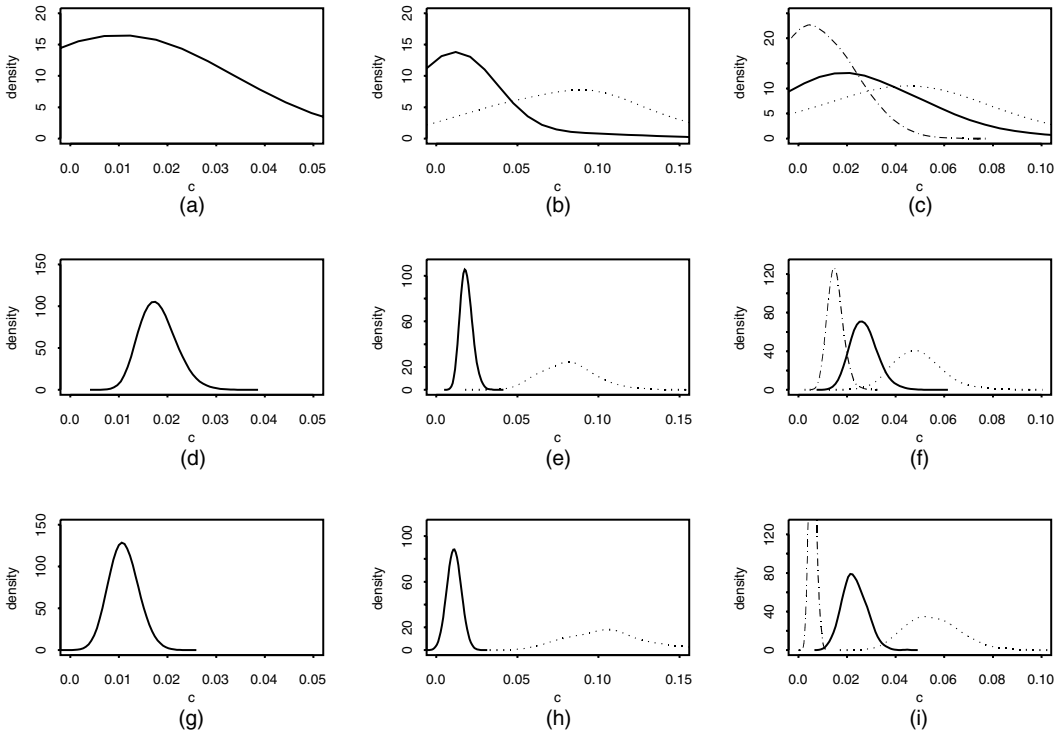 density
0 5 10 15 20
0.0 0.01 0.02 0.03 0.04 0.05
c
(a)
density
0 5 10 15 20
0.0 0.05 0.10 0.15
c
(b)
density
0 5 10 20
0.0 0.02 0.04 0.06 0.08 0.10
c
(c)
density
0 50 100 150
0.0 0.01 0.02 0.03 0.04 0.05
c
(d)
density
0 20 60 100
0.0 0.05 0.10 0.15
c
(e)
density
0 40 80 120
0.0 0.02 0.04 0.06 0.08 0.10
c
(f)
density
0 50 100 150
0.0 0.01 0.02 0.03 0.04 0.05
c
(g)
density
0 20 60 100
0.0 0.05 0.10 0.15
c
(h)
density
0 40 80 120
0.0 0.02 0.04 0.06 0.08 0.10
c
(i)